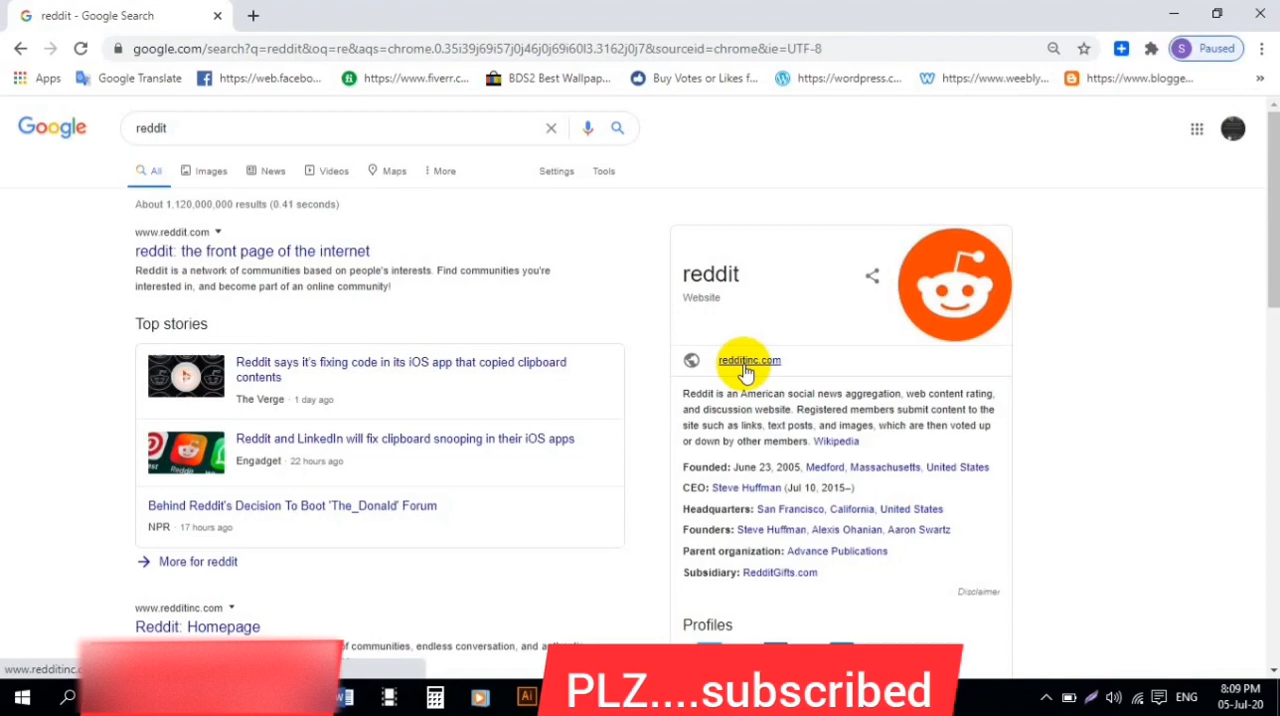 reddit - Google Search
google.com/search?q=reddit&oq=re&aqs=chrome.0.35i39j69i57j0j46j0j69i60l3.3162j0j7&sourceid=chrome&ie=UTF-8
S Paused
Apps
Google Translate
https://web.facebo...
https://www.fiverr.c...
BDS2 Best Wallpap...
Buy Votes or Likes f...
https://wordpress.c...
https://www.weebly...
https://www.blogge...
»
Google
reddit
All
Images
News
Videos
Maps
More
Settings
Tools
About 1,120,000,000 results (0.41 seconds)
www.reddit.com
reddit: the front page of the internet
Reddit is a network of communities based on people's interests. Find communities you're
interested in, and become part of an online community!
Top stories
Reddit says it's fixing code in its iOS app that copied clipboard
contents
The Verge · 1 day ago
Reddit and LinkedIn will fix clipboard snooping in their iOS apps
Engadget · 22 hours ago
Behind Reddit's Decision To Boot 'The_Donald' Forum
NPR · 17 hours ago
More for reddit
www.redditinc.com
Reddit: Homepage
of communities, endless conversation, and
reddit
Website
redditinc.com
Reddit is an American social news aggregation, web content rating,
and discussion website. Registered members submit content to the
site such as links, text posts, and images, which are then voted up
or down by other members. Wikipedia
Founded: June 23, 2005, Medford, Massachusetts, United States
CEO: Steve Huffman (Jul 10, 2015–)
Headquarters: San Francisco, California, United States
Founders: Steve Huffman, Alexis Ohanian, Aaron Swartz
Parent organization: Advance Publications
Subsidiary: RedditGifts.com
Disclaimer
Profiles
www.redditinc.c
PLZ....subscribed
Ai
ENG
8:09 PM
05-Jul-20